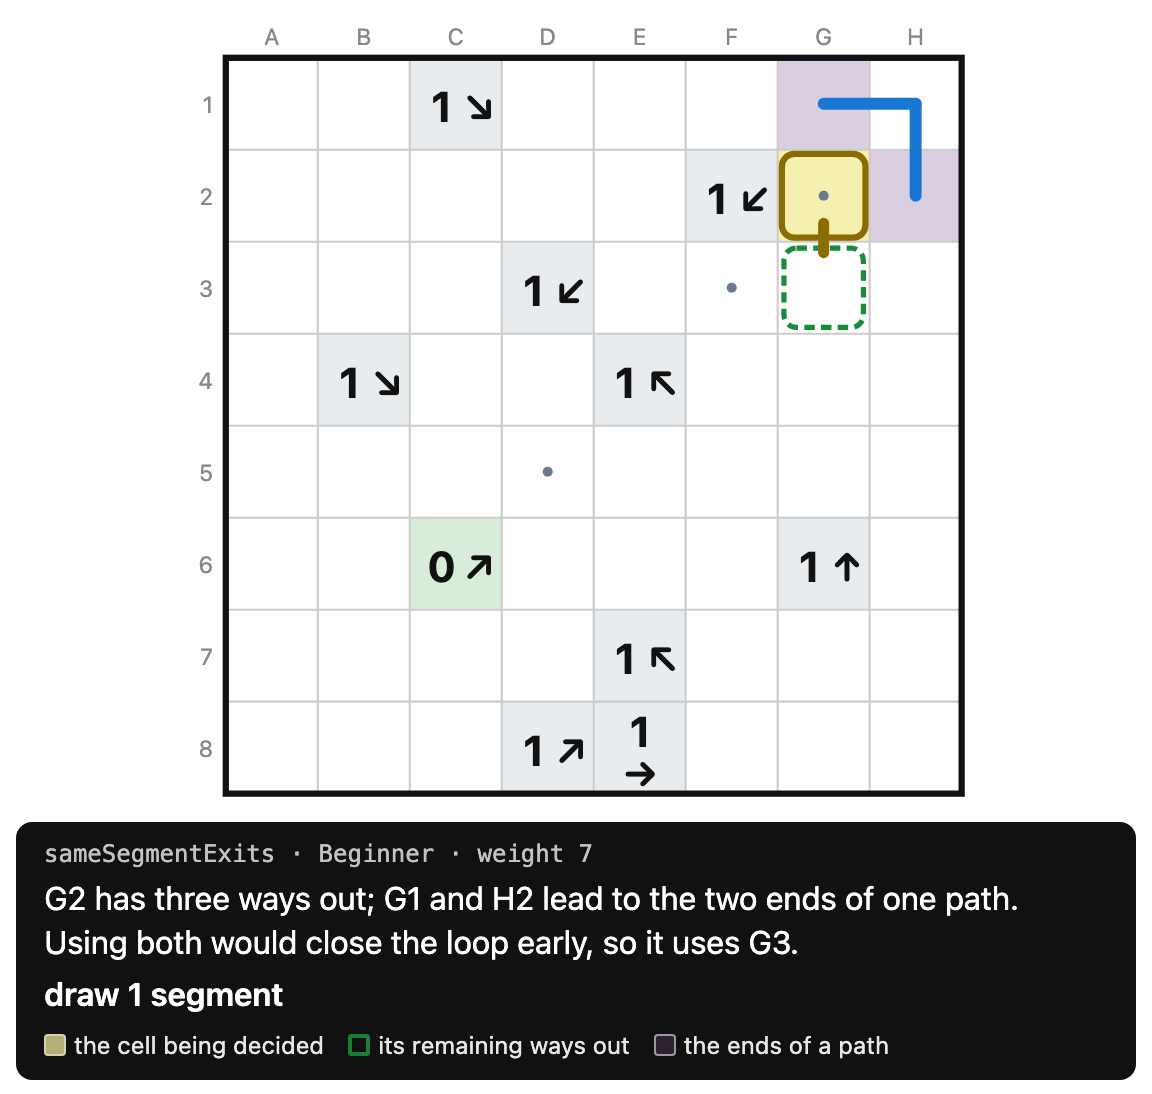 A B C D E F G H
1 1 ↘
2 1 ↙
3 1 ↙
4 1 ↘ 1 ↖
5
6 0 ↗ 1 ↑
7 1 ↖
8 1 ↗ 1 →
sameSegmentExits · Beginner · weight 7
G2 has three ways out; G1 and H2 lead to the two ends of one path.
Using both would close the loop early, so it uses G3.
draw 1 segment
the cell being decided its remaining ways out the ends of a path